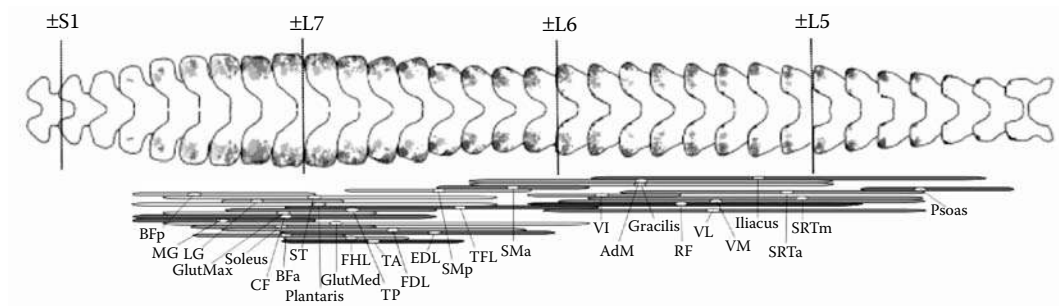 ±S1 ±L7 ±L6 ±L5
BFp
MG
LG
GlutMax
Soleus
CF
BFa
ST
Plantaris
FHL
GlutMed
TA
TP
FDL
EDL
SMp
TFL
SMa
VI
AdM
Gracilis
RF
VL
VM
Iliacus
SRTa
SRTm
Psoas